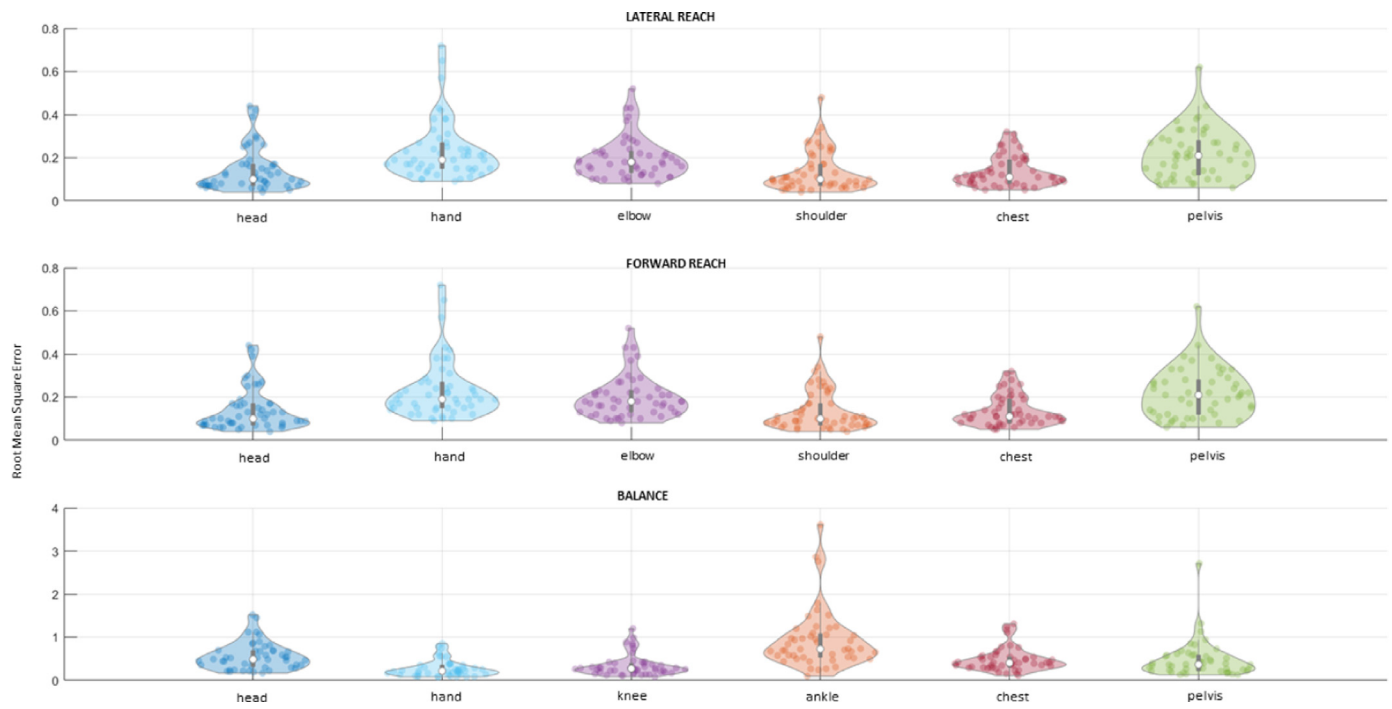 LATERAL REACH
0.8
0.6
0.4
0.2
0
head hand elbow shoulder chest pelvis
FORWARD REACH
0.8
0.6
0.4
0.2
0
head hand elbow shoulder chest pelvis
Root Mean Square Error
BALANCE
4
3
2
1
0
head hand knee ankle chest pelvis